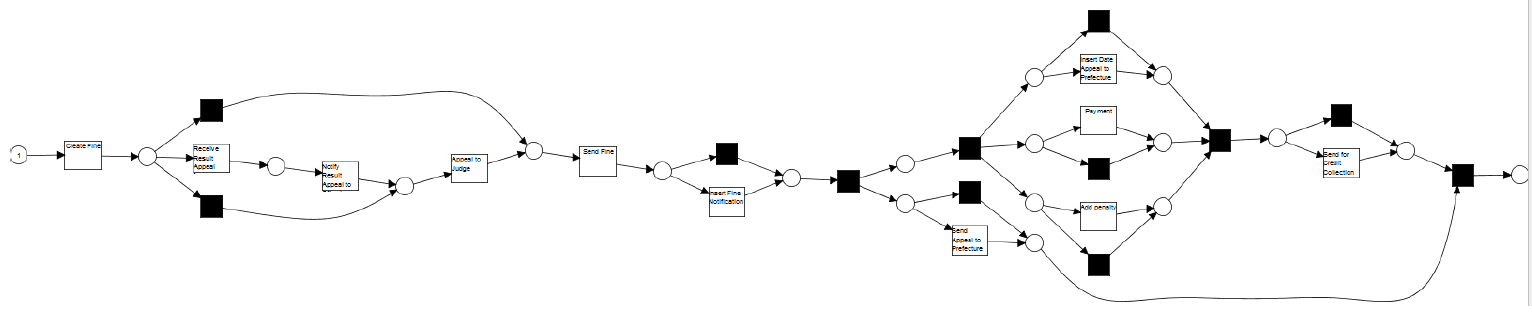 1
Create Fine
Receive
Result
Appeal
Notify
Result
Appeal to
Appeal to
Judge
Send Fine
Insert Fine
Notification
Send
Appeal to
Prefecture
Insert Date
Appeal to
Prefecture
Payment
Add penalty
Send for
Credit
Collection